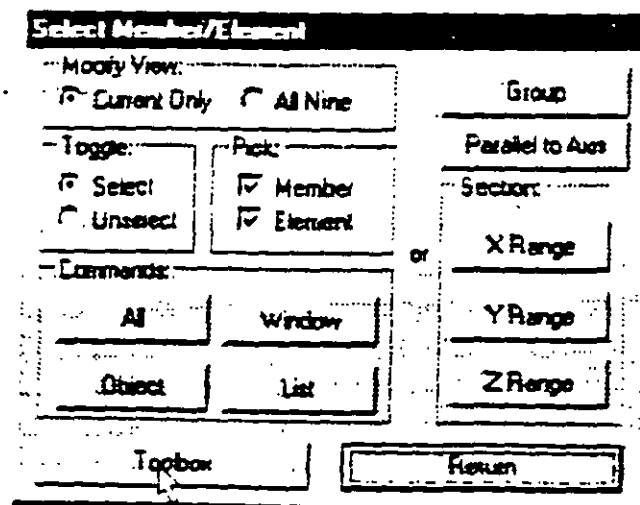 Select Member/Element
Modify View:
Current Only
All Nine
Group
Parallel to Axis
Toggle:
Select
Unselect
Pick:
Member
Element
or
Section:
X Range
Y Range
Z Range
Commands:
All
Window
Object
List
Toolbox
Return